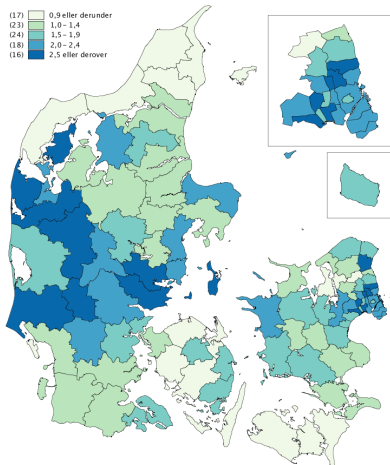 (17) 0,9 eller derunder
(23) 1,0 - 1,4
(24) 1,5 - 1,9
(18) 2,0 - 2,4
(16) 2,5 eller derover